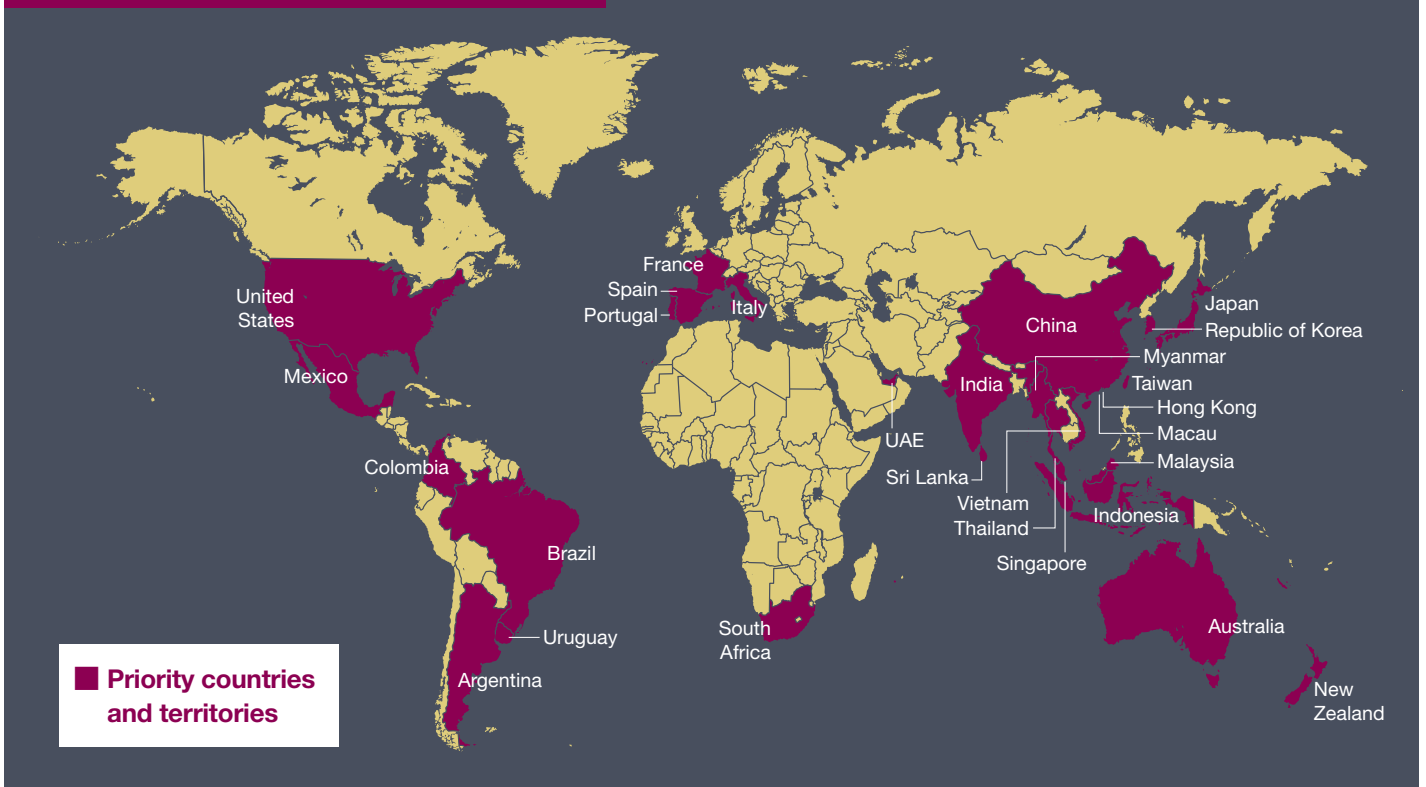 France
Spain
Portugal
Italy
United
States
Mexico
Colombia
Brazil
Uruguay
Argentina
South
Africa
UAE
China
India
Japan
Republic of Korea
Myanmar
Taiwan
Hong Kong
Macau
Malaysia
Sri Lanka
Vietnam
Thailand
Indonesia
Singapore
Australia
New
Zealand
Priority countries
and territories